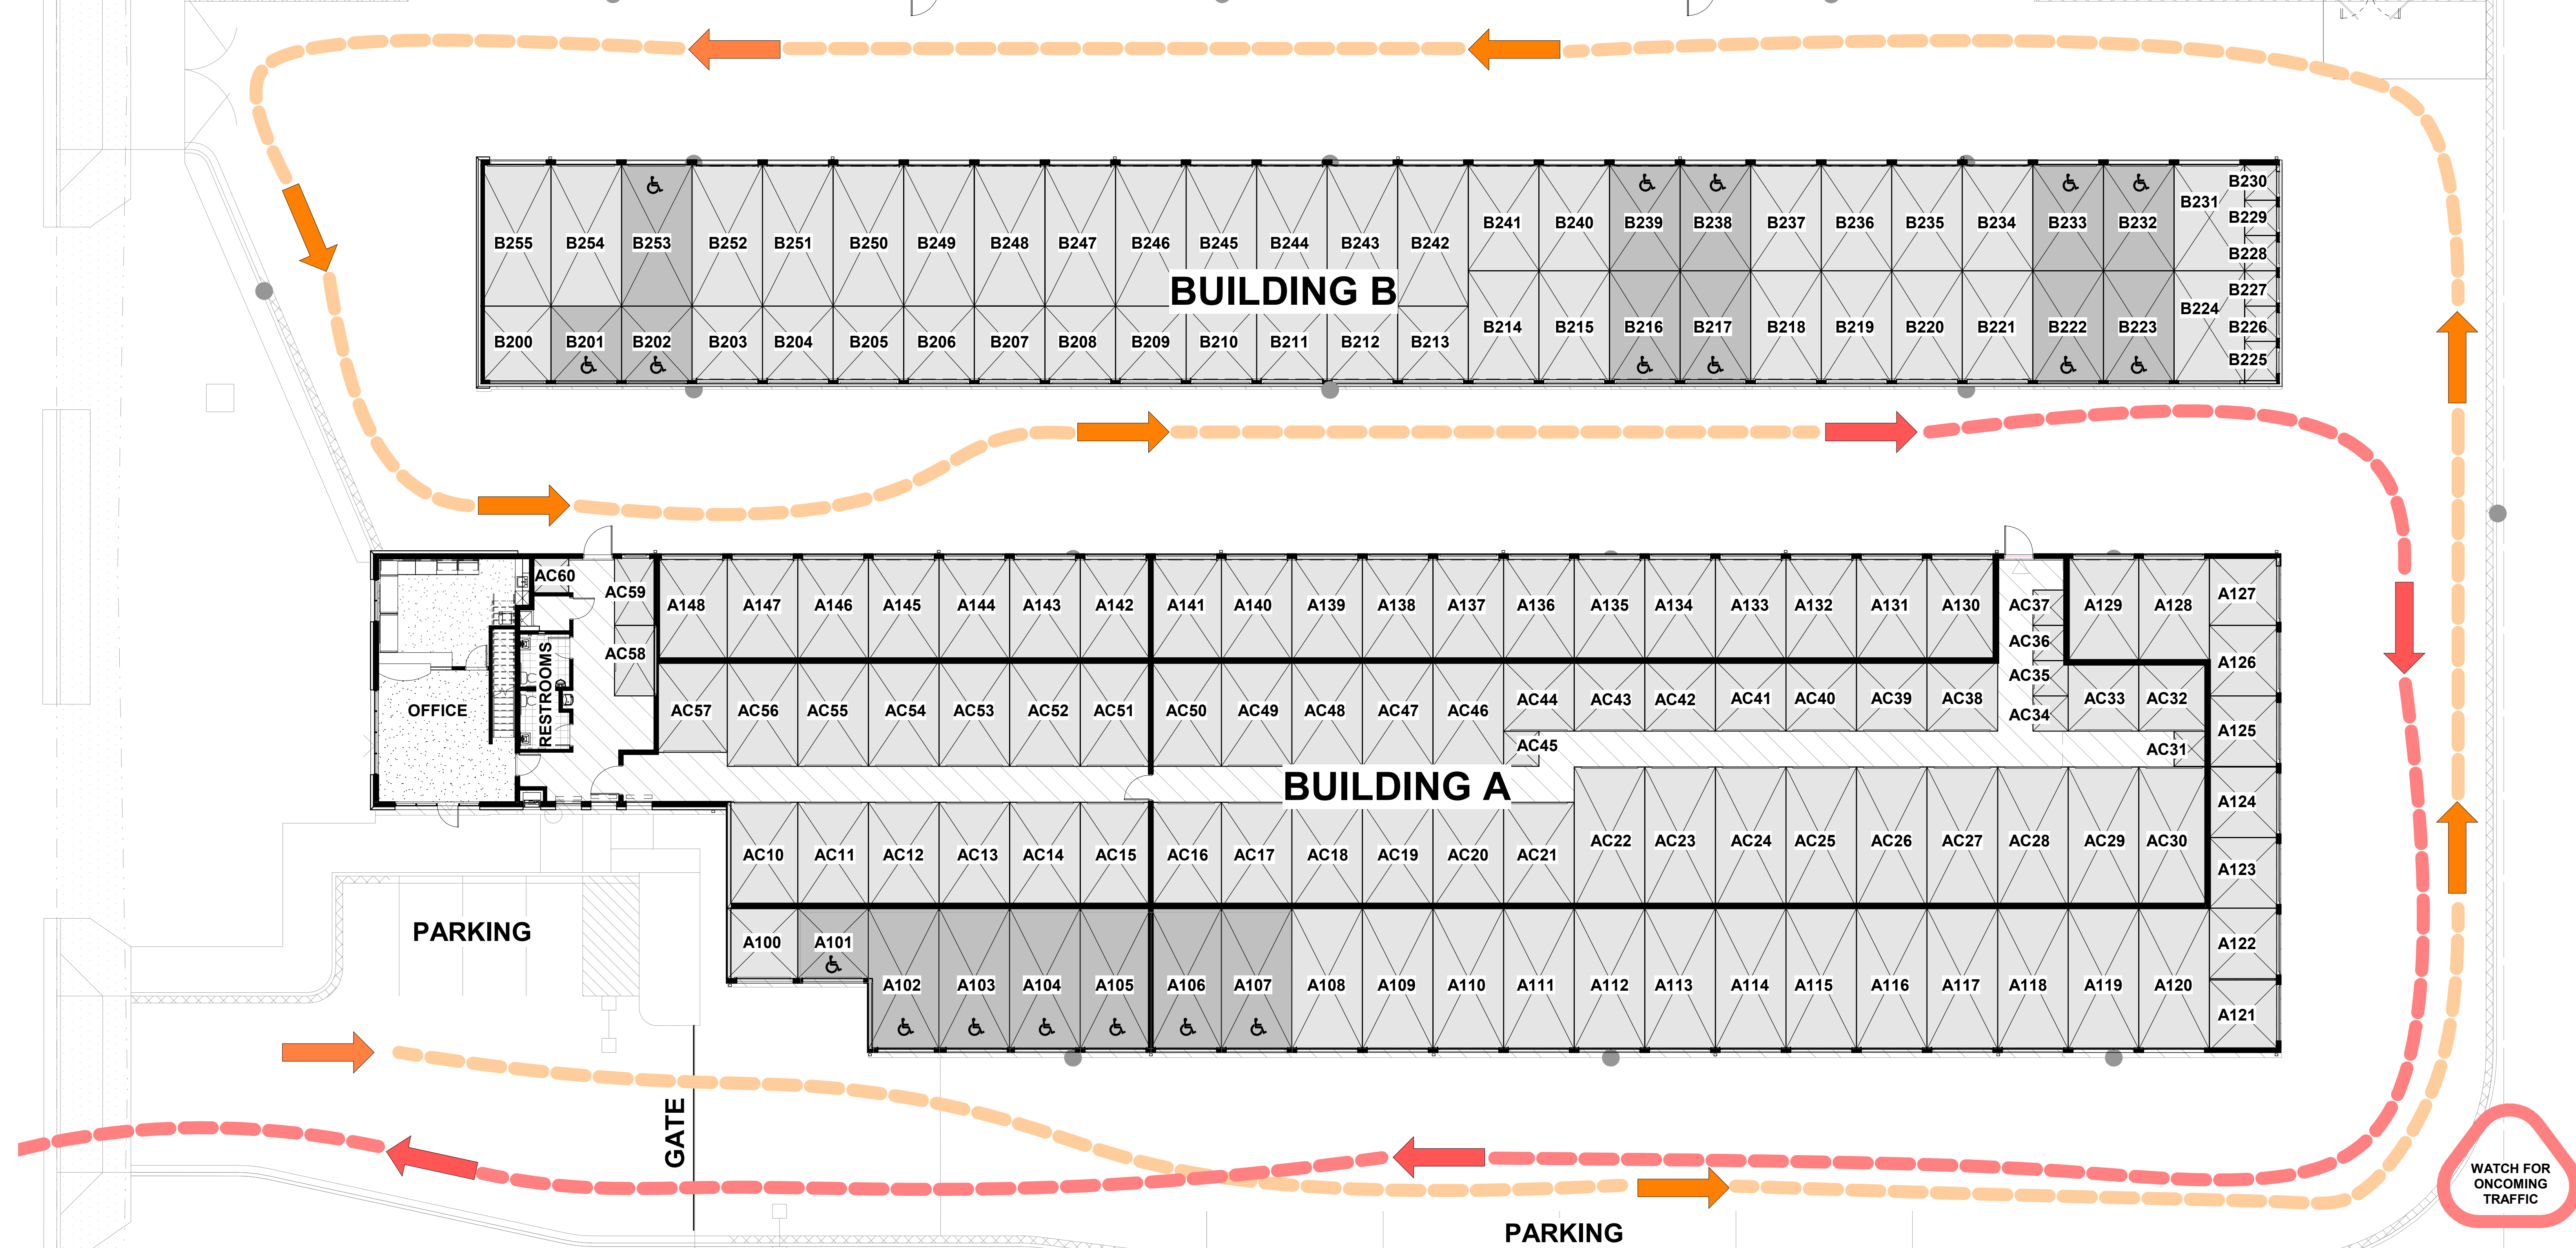 B255 B254 B253 B252 B251 B250 B249 B248 B247 B246 B245 B244 B243 B242 B241 B240 B239 B238 B237 B236 B235 B234 B233 B232 B231 B230
B229
B228
BUILDING B
B227
B200 B201 B202 B203 B204 B205 B206 B207 B208 B209 B210 B211 B212 B213 B214 B215 B216 B217 B218 B219 B220 B221 B222 B223 B224 B226
B225
AC60
AC59
AC58
A148 A147 A146 A145 A144 A143 A142 A141 A140 A139 A138 A137 A136 A135 A134 A133 A132 A131 A130 AC37 A129 A128 A127
AC36
AC35
AC34
A126
OFFICE
RESTROOMS
AC57 AC56 AC55 AC54 AC53 AC52 AC51 AC50 AC49 AC48 AC47 AC46 AC44 AC43 AC42 AC41 AC40 AC39 AC38 AC33 AC32
A125
AC45
AC31
BUILDING A
A124
AC10 AC11 AC12 AC13 AC14 AC15 AC16 AC17 AC18 AC19 AC20 AC21 AC22 AC23 AC24 AC25 AC26 AC27 AC28 AC29 AC30
A123
PARKING
A100 A101
A122
A102 A103 A104 A105 A106 A107 A108 A109 A110 A111 A112 A113 A114 A115 A116 A117 A118 A119 A120
A121
GATE
WATCH FOR
ONCOMING
TRAFFIC
PARKING